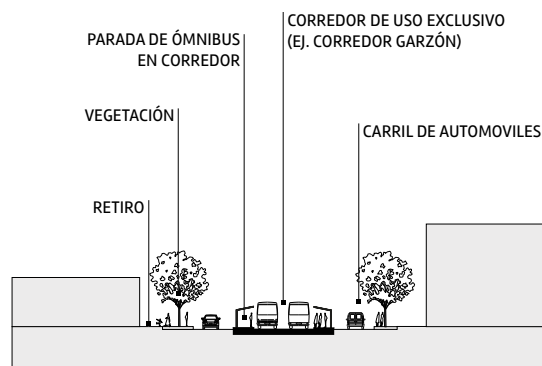 CORREDOR DE USO EXCLUSIVO
(EJ. CORREDOR GARZÓN)
PARADA DE ÓMNIBUS
EN CORREDOR
VEGETACIÓN
CARRIL DE AUTOMOVILES
RETIRO